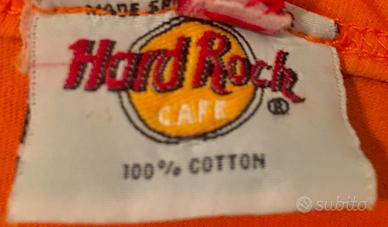 MADE
Hard Rock
CAFE
®
100% COTTON
subito